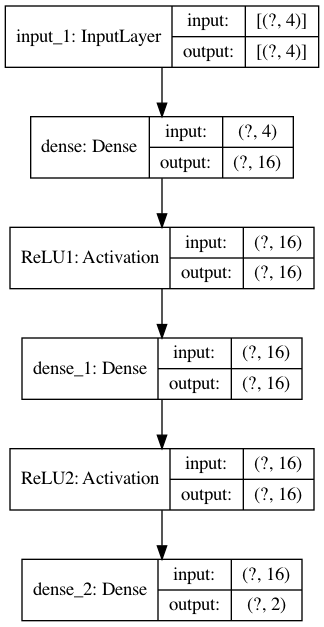 input_1: InputLayer
input: [(?, 4)]
output: [(?, 4)]
dense: Dense
input: (?, 4)
output: (?, 16)
ReLU1: Activation
input: (?, 16)
output: (?, 16)
dense_1: Dense
input: (?, 16)
output: (?, 16)
ReLU2: Activation
input: (?, 16)
output: (?, 16)
dense_2: Dense
input: (?, 16)
output: (?, 2)